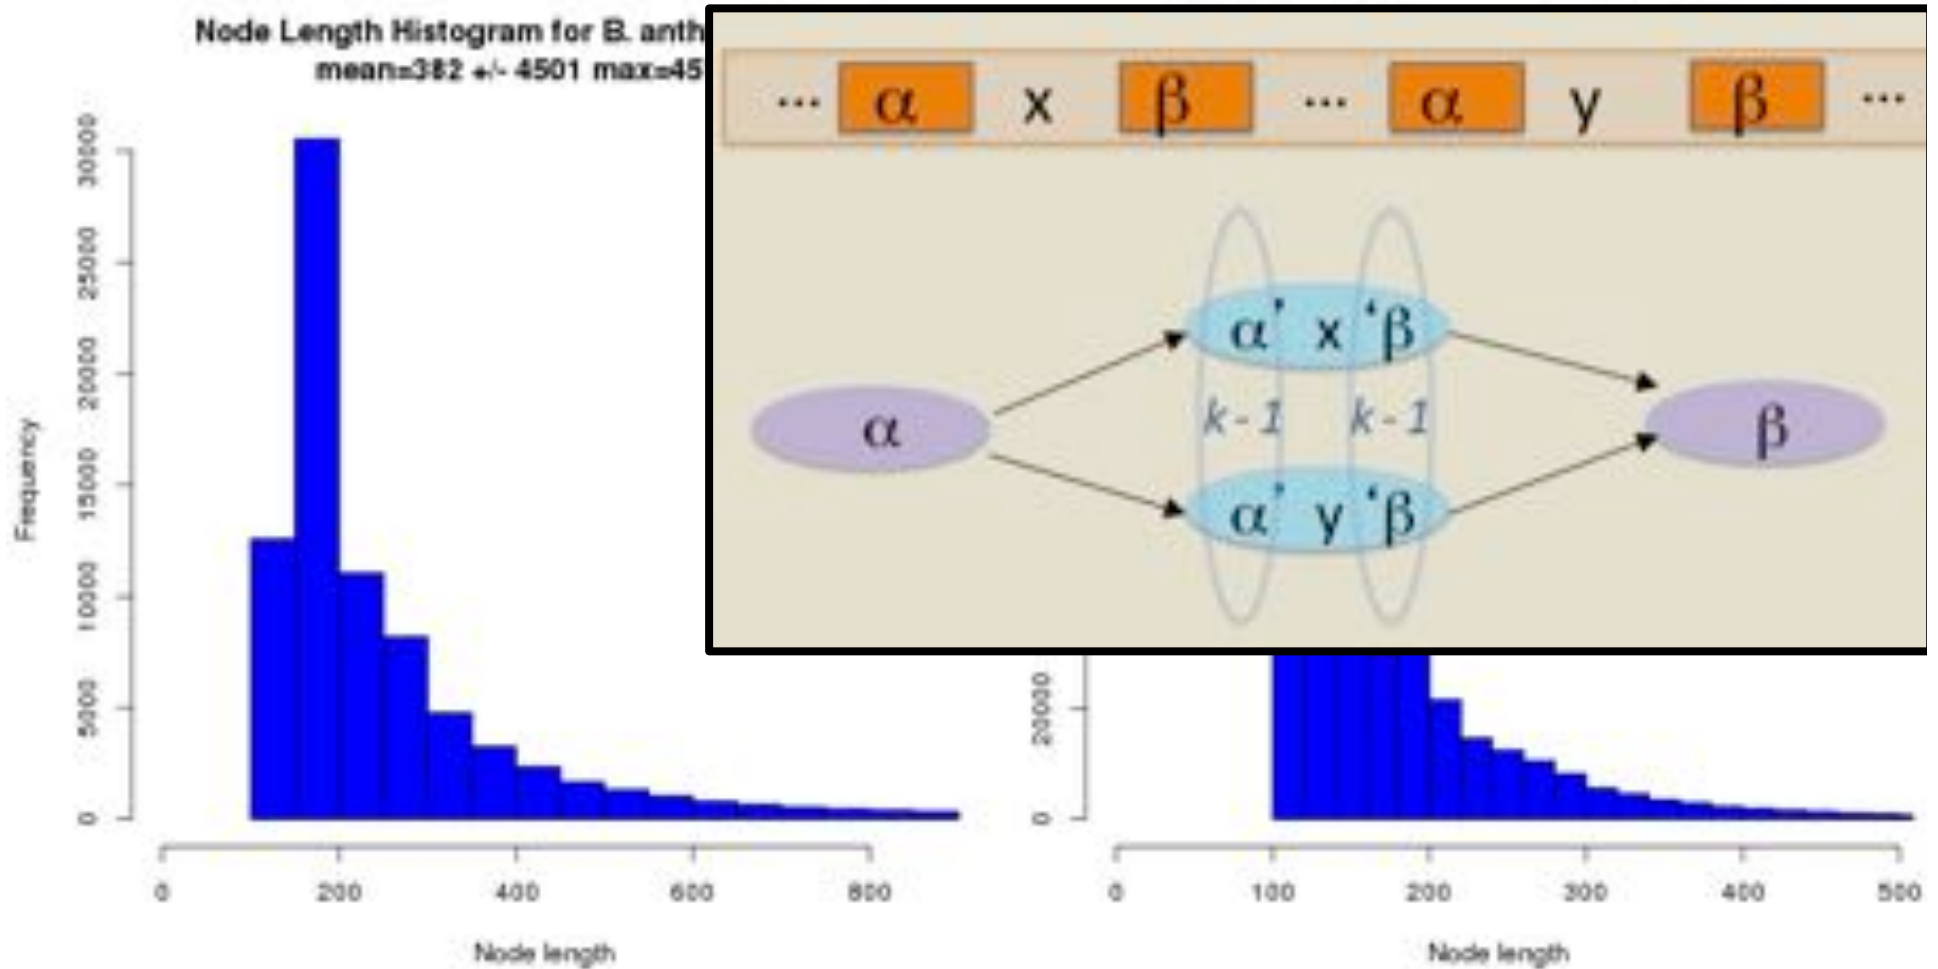 Node Length Histogram for B. anth
mean=382 +/- 4501 max=45
... α x β ... α y β ...
α' x 'β
k-1 k-1
α β
α' y 'β
Frequency
0 5000 10000 15000 20000 25000 30000
0 200 400 600 800
Node length
0 20000
0 100 200 300 400 500
Node length